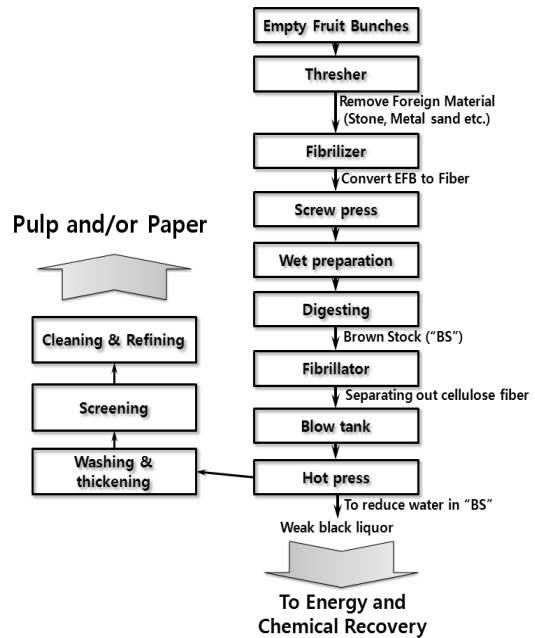 Empty Fruit Bunches
Thresher
Remove Foreign Material
(Stone, Metal sand etc.)
Fibrilizer
Convert EFB to Fiber
Screw press
Wet preparation
Digesting
Brown Stock (“BS”)
Fibrillator
Separating out cellulose fiber
Blow tank
Hot press
To reduce water in “BS”
Weak black liquor
To Energy and
Chemical Recovery
Washing &
thickening
Screening
Cleaning & Refining
Pulp and/or Paper